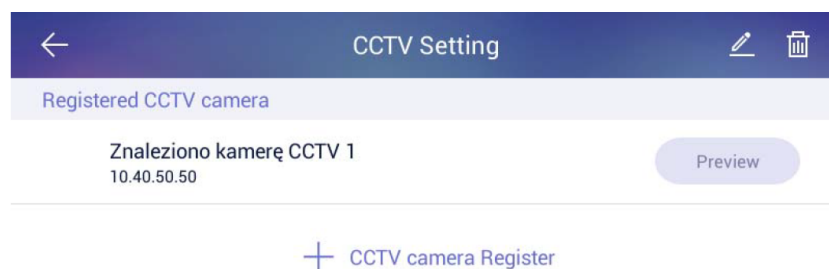 CCTV Setting
Registered CCTV camera
Znaleziono kamerę CCTV 1
10.40.50.50
Preview
CCTV camera Register